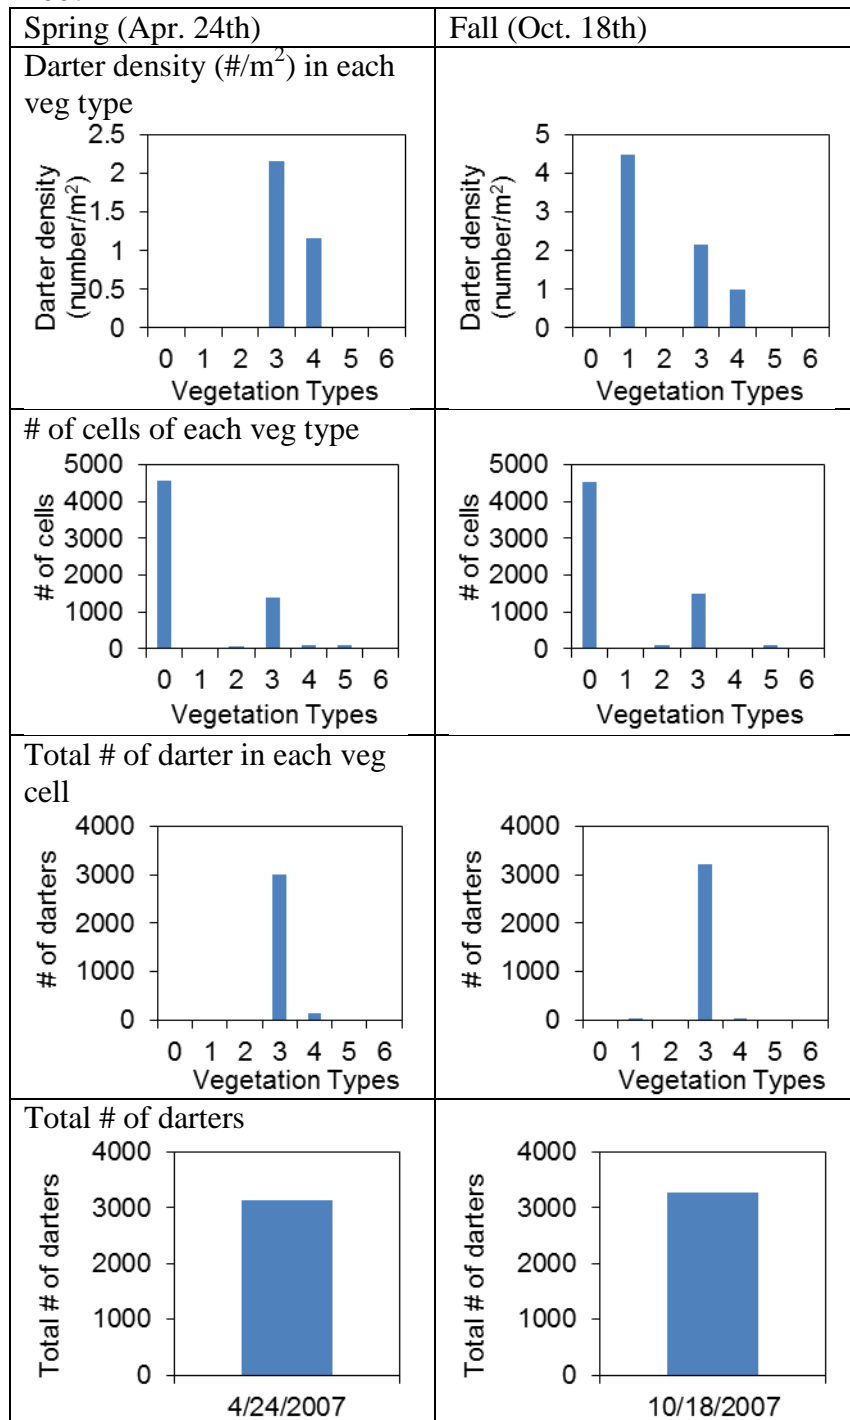 Spring (Apr. 24th)
Fall (Oct. 18th)
Darter density (#/m2) in each
veg type
Darter density
(number/m2)
2.5
2
1.5
1
0.5
0
0 1 2 3 4 5 6
Vegetation Types
Darter density
(number/m2)
5
4
3
2
1
0
0 1 2 3 4 5 6
Vegetation Types
# of cells of each veg type
# of cells
5000
4000
3000
2000
1000
0
0 1 2 3 4 5 6
Vegetation Types
# of cells
5000
4000
3000
2000
1000
0
0 1 2 3 4 5 6
Vegetation Types
Total # of darter in each veg
cell
# of darters
4000
3000
2000
1000
0
0 1 2 3 4 5 6
Vegetation Types
# of darters
4000
3000
2000
1000
0
0 1 2 3 4 5 6
Vegetation Types
Total # of darters
Total # of darters
4000
3000
2000
1000
0
4/24/2007
Total # of darters
4000
3000
2000
1000
0
10/18/2007